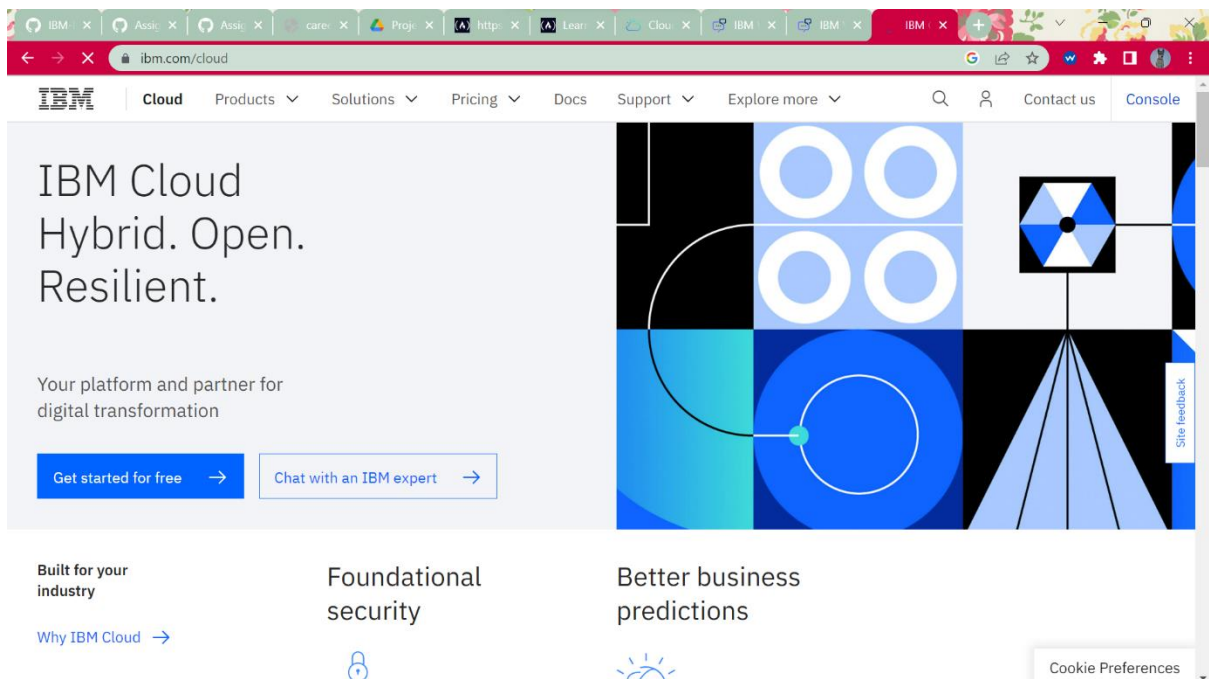 IBM
Assig
Assig
care
Proje
http
Learn
Clou
IBM
IBM
IBM
ibm.com/cloud
IBM Cloud Products Solutions Pricing Docs Support Explore more Contact us Console
IBM Cloud
Hybrid. Open.
Resilient.
Your platform and partner for
digital transformation
Get started for free Chat with an IBM expert
Site feedback
Built for your
industry
Why IBM Cloud
Foundational
security
Better business
predictions
Cookie Preferences